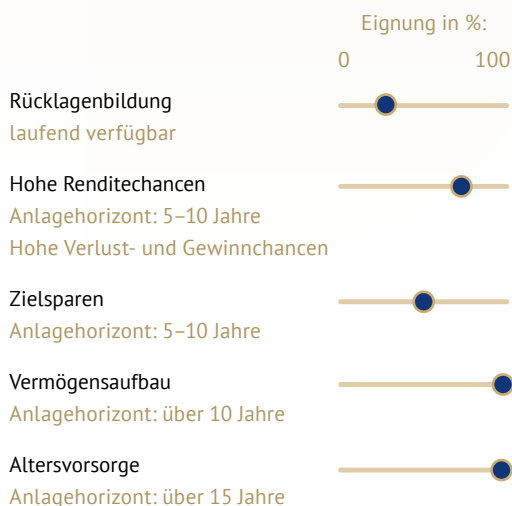 Eignung in %:
0 100
Rücklagenbildung
laufend verfügbar
Hohe Renditechancen
Anlagehorizont: 5–10 Jahre
Hohe Verlust- und Gewinnchancen
Zielsparen
Anlagehorizont: 5–10 Jahre
Vermögensaufbau
Anlagehorizont: über 10 Jahre
Altersvorsorge
Anlagehorizont: über 15 Jahre